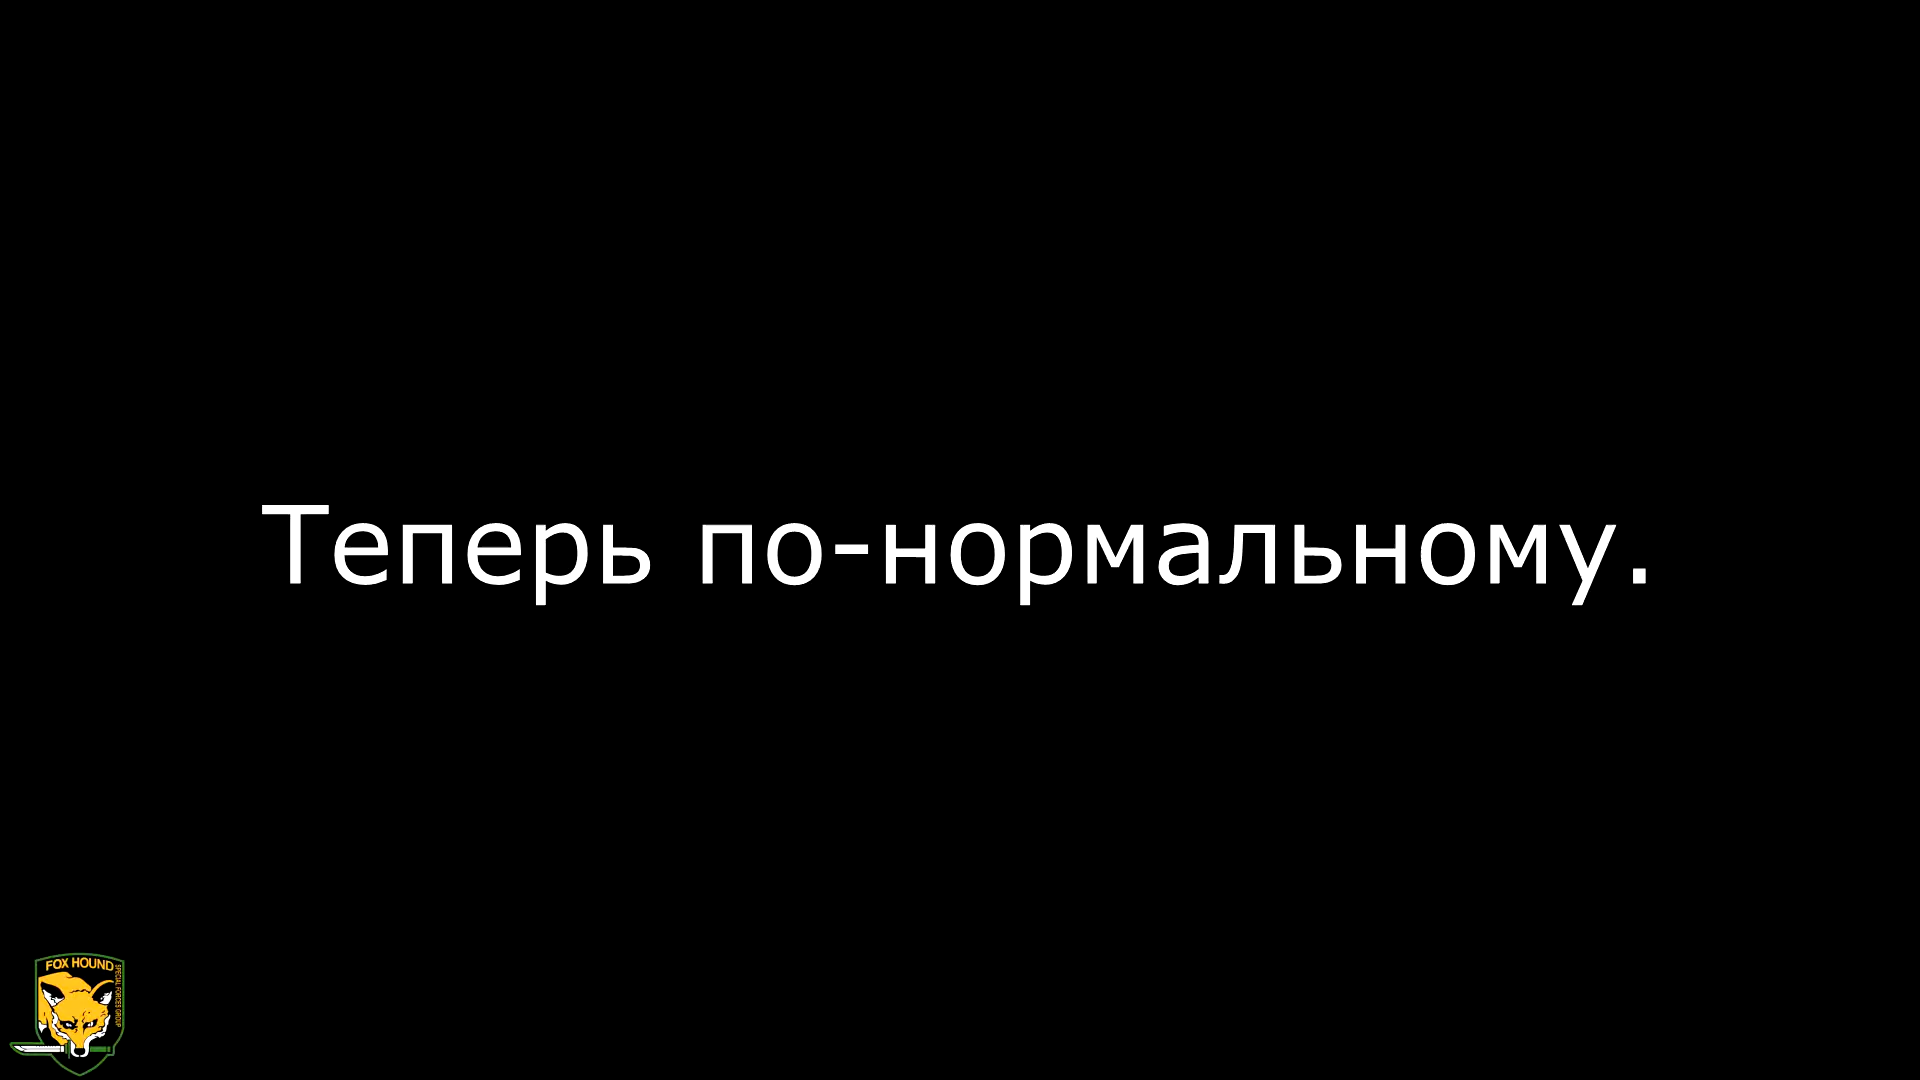 Теперь по-нормальному.
FOX HOUND
SPECIAL FORCES GROUP